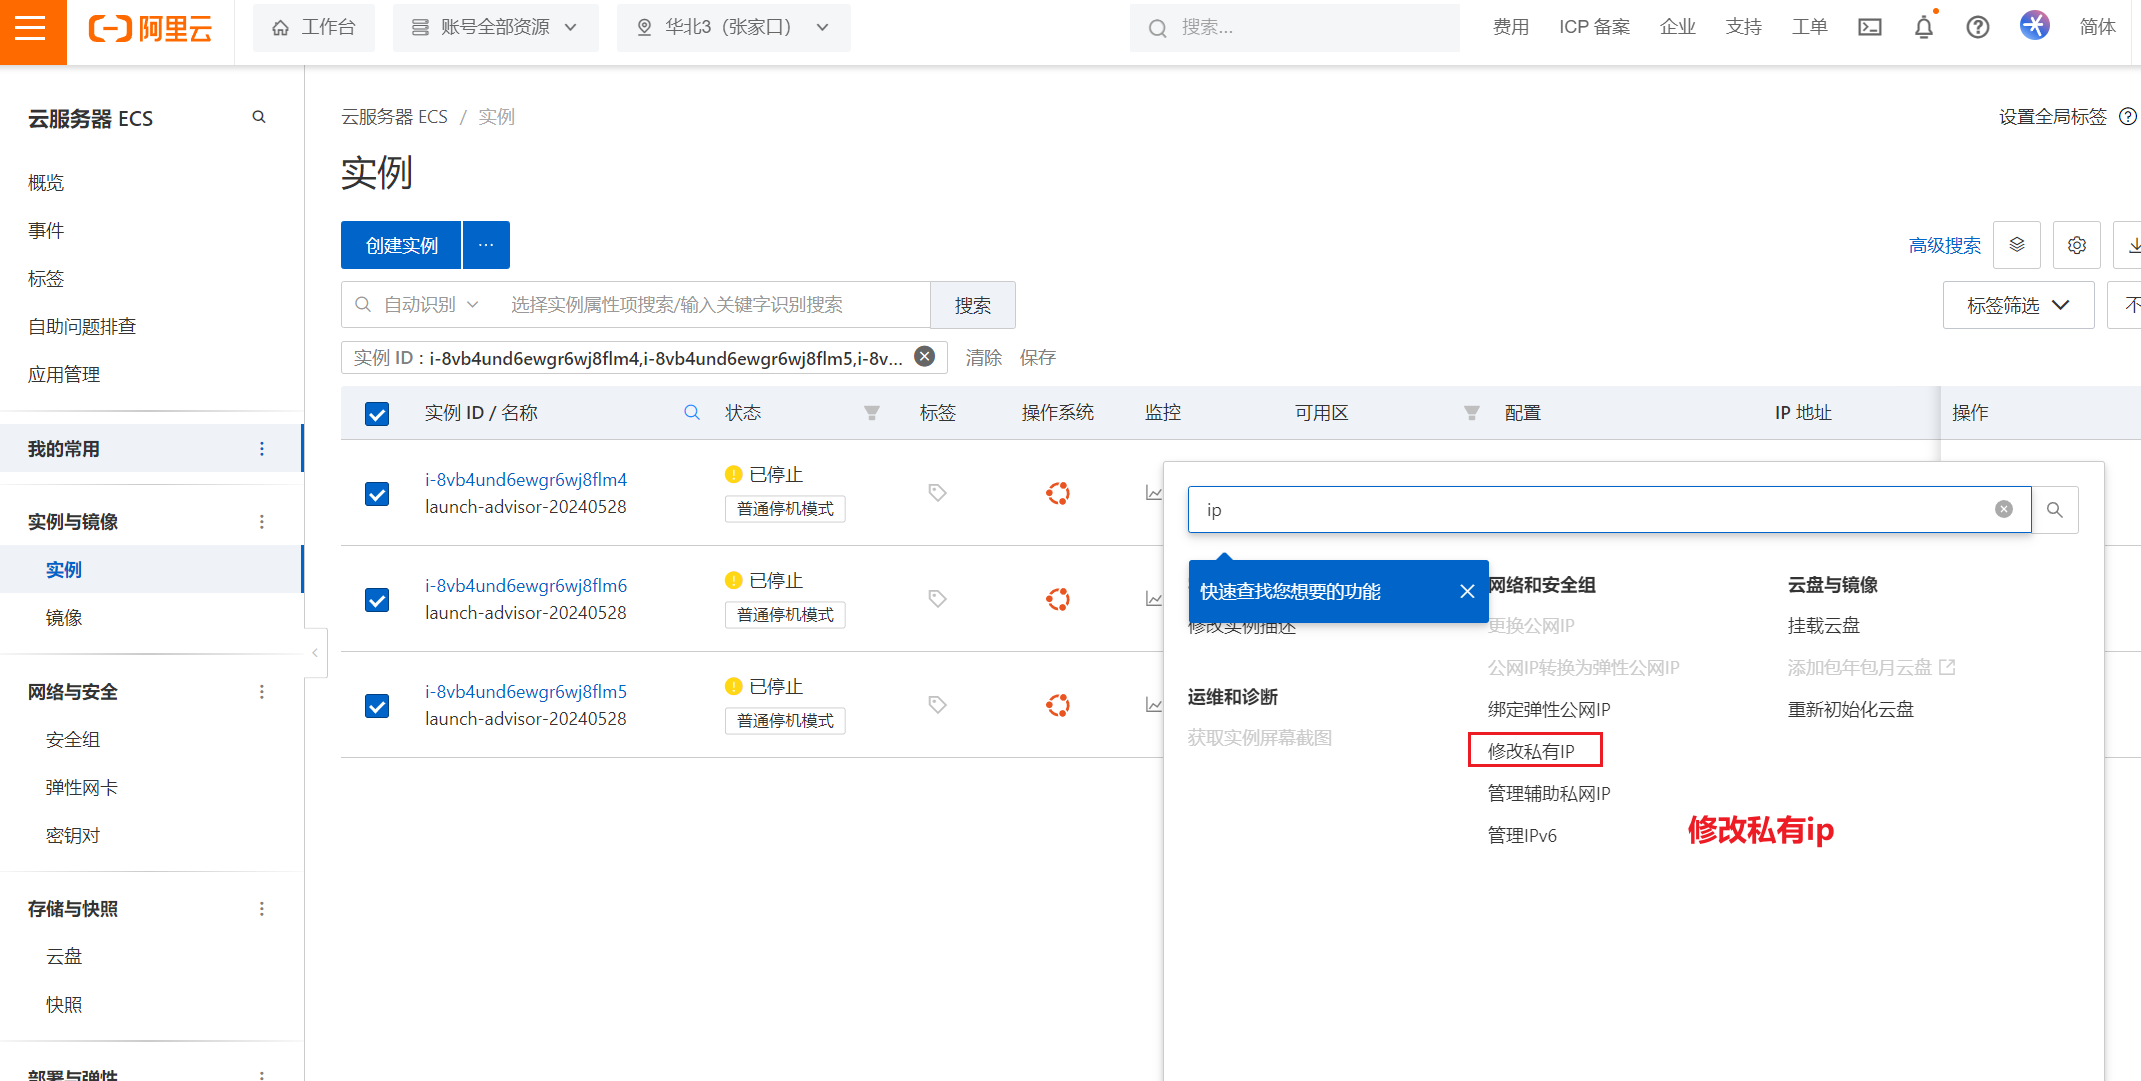 阿里云
工作台
账号全部资源
华北3（张家口）
搜索...
费用
ICP 备案
企业
支持
工单
简体
云服务器 ECS
概览
事件
标签
自助问题排查
应用管理
我的常用
实例与镜像
实例
镜像
网络与安全
安全组
弹性网卡
密钥对
存储与快照
云盘
快照
部署与弹性
云服务器 ECS / 实例
设置全局标签
实例
创建实例
...
高级搜索
自动识别
选择实例属性项搜索/输入关键字识别搜索
搜索
标签筛选
不
实例 ID : i-8vb4und6ewgr6wj8flm4,i-8vb4und6ewgr6wj8flm5,i-8v...
清除
保存
实例 ID / 名称
状态
标签
操作系统
监控
可用区
配置
IP 地址
操作
i-8vb4und6ewgr6wj8flm4
launch-advisor-20240528
已停止
普通停机模式
i-8vb4und6ewgr6wj8flm6
launch-advisor-20240528
已停止
普通停机模式
i-8vb4und6ewgr6wj8flm5
launch-advisor-20240528
已停止
普通停机模式
ip
快速查找您想要的功能
修改实例描述
运维和诊断
获取实例屏幕截图
网络和安全组
更换公网IP
公网IP转换为弹性公网IP
绑定弹性公网IP
修改私有IP
管理辅助私网IP
管理IPv6
云盘与镜像
挂载云盘
添加包年包月云盘
重新初始化云盘
修改私有ip